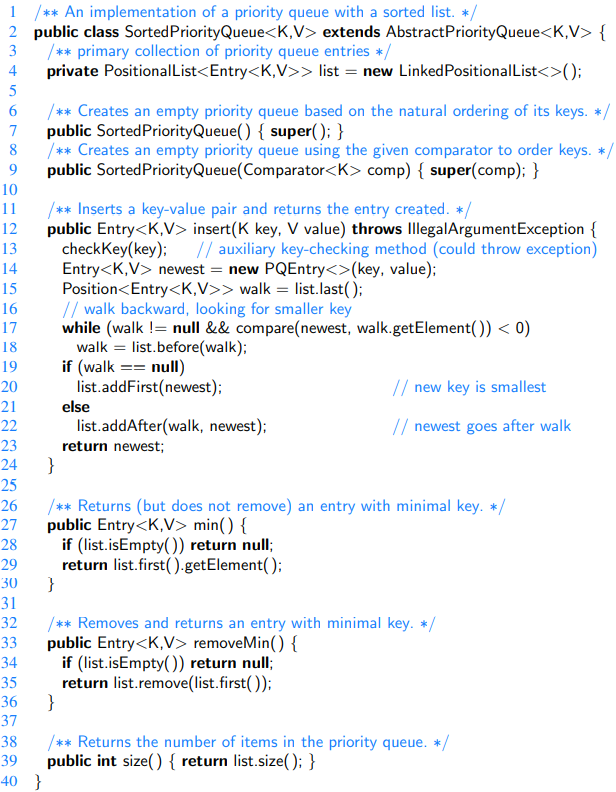 1 /** An implementation of a priority queue with a sorted list. */
2 public class SortedPriorityQueue<K,V> extends AbstractPriorityQueue<K,V> {
3 /** primary collection of priority queue entries */
4 private PositionalList<Entry<K,V>> list = new LinkedPositionalList<>();
5
6 /** Creates an empty priority queue based on the natural ordering of its keys. */
7 public SortedPriorityQueue() { super(); }
8 /** Creates an empty priority queue using the given comparator to order keys. */
9 public SortedPriorityQueue(Comparator<K> comp) { super(comp); }
10
11 /** Inserts a key-value pair and returns the entry created. */
12 public Entry<K,V> insert(K key, V value) throws IllegalArgumentException {
13 checkKey(key); // auxiliary key-checking method (could throw exception)
14 Entry<K,V> newest = new PQEntry<>(key, value);
15 Position<Entry<K,V>> walk = list.last();
16 // walk backward, looking for smaller key
17 while (walk != null && compare(newest, walk.getElement()) < 0)
18 walk = list.before(walk);
19 if (walk == null)
20 list.addFirst(newest); // new key is smallest
21 else
22 list.addAfter(walk, newest); // newest goes after walk
23 return newest;
24 }
25
26 /** Returns (but does not remove) an entry with minimal key. */
27 public Entry<K,V> min() {
28 if (list.isEmpty()) return null;
29 return list.first().getElement();
30 }
31
32 /** Removes and returns an entry with minimal key. */
33 public Entry<K,V> removeMin() {
34 if (list.isEmpty()) return null;
35 return list.remove(list.first());
36 }
37
38 /** Returns the number of items in the priority queue. */
39 public int size() { return list.size(); }
40 }